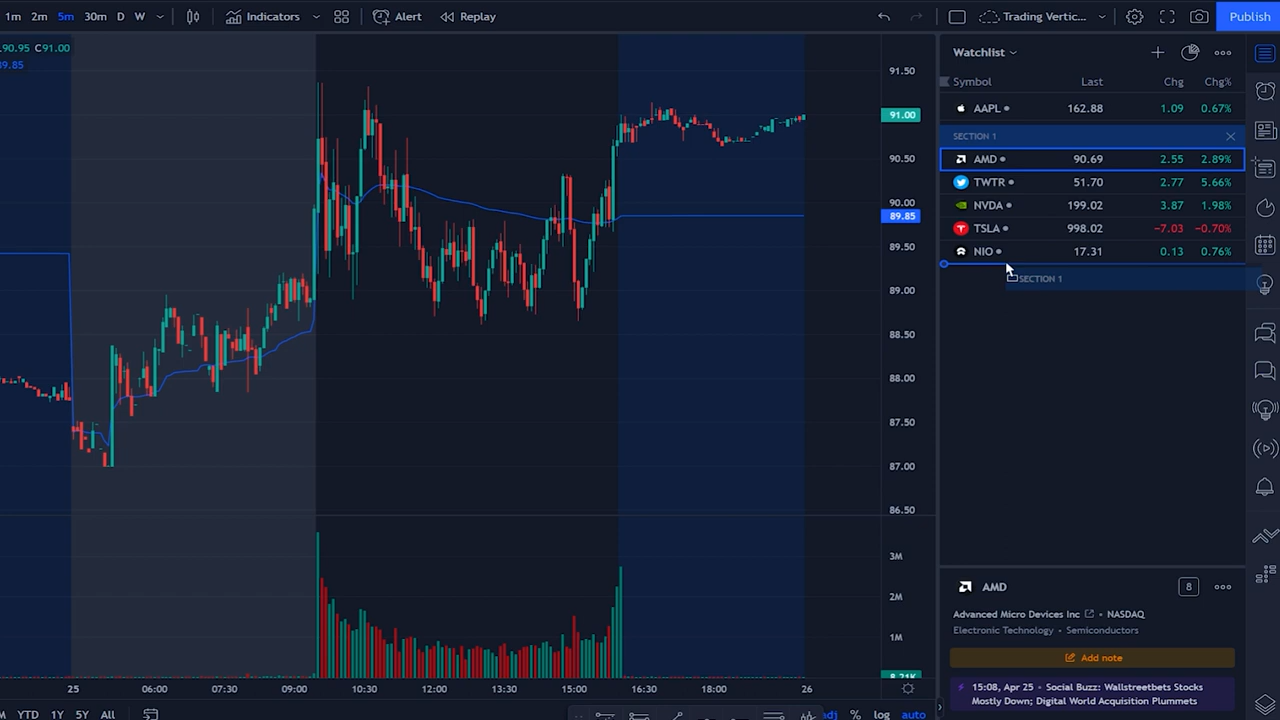 1m 2m 5m 30m D W Indicators Alert Replay Trading Vertic... Publish
90.95 C91.00
89.85
91.50
91.00
90.50
90.00
89.85
89.50
89.00
88.50
88.00
87.50
87.00
86.50
3M
2M
1M
8.21K
25 06:00 07:30 09:00 10:30 12:00 13:30 15:00 16:30 18:00 26
M YTD 1Y 5Y All
adj % log auto
Watchlist
Symbol Last Chg Chg%
AAPL 162.88 1.09 0.67%
SECTION 1
AMD 90.69 2.55 2.89%
TWTR 51.70 2.77 5.66%
NVDA 199.02 3.87 1.98%
TSLA 998.02 −7.03 −0.70%
NIO 17.31 0.13 0.76%
SECTION 1
AMD 8
Advanced Micro Devices Inc • NASDAQ
Electronic Technology • Semiconductors
Add note
15:08, Apr 25 • Social Buzz: Wallstreetbets Stocks
Mostly Down; Digital World Acquisition Plummets